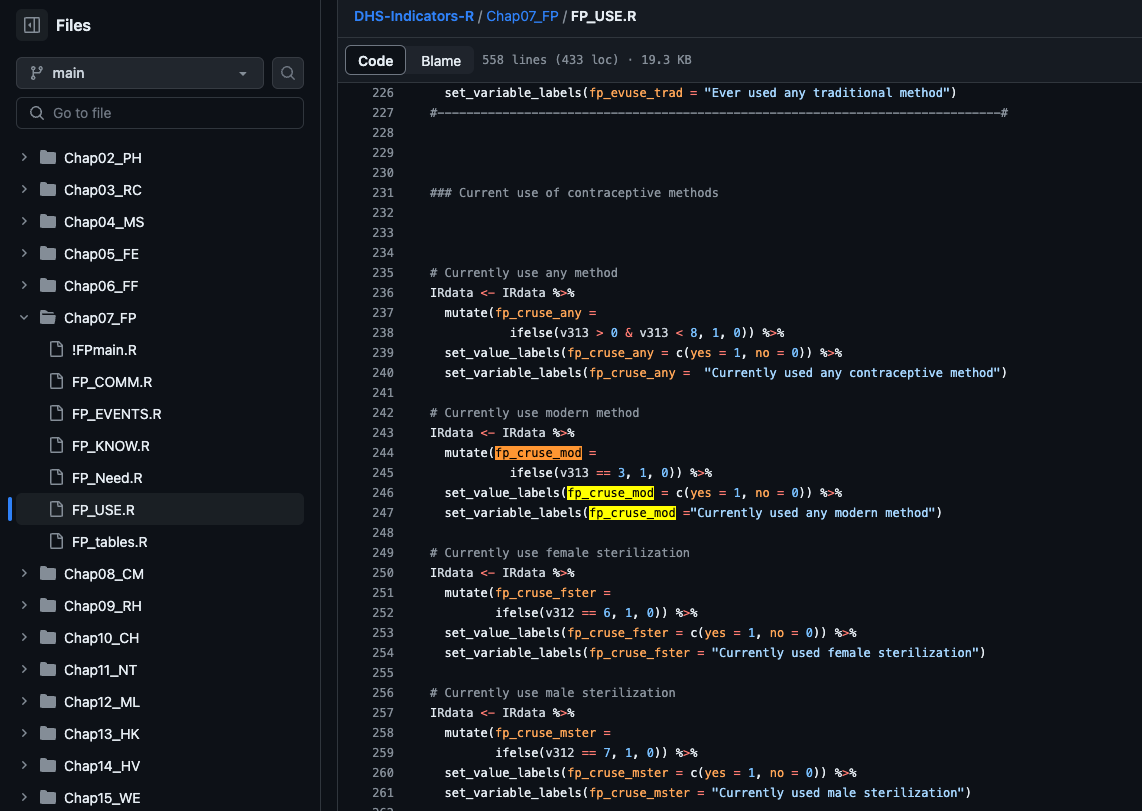 Files
main
Go to file
Chap02_PH
Chap03_RC
Chap04_MS
Chap05_FE
Chap06_FF
Chap07_FP
!FPmain.R
FP_COMM.R
FP_EVENTS.R
FP_KNOW.R
FP_Need.R
FP_USE.R
FP_tables.R
Chap08_CM
Chap09_RH
Chap10_CH
Chap11_NT
Chap12_ML
Chap13_HK
Chap14_HV
Chap15_WE
DHS-Indicators-R / Chap07_FP / FP_USE.R
Code Blame 558 lines (433 loc) · 19.3 KB
226 set_variable_labels(fp_evuse_trad = "Ever used any traditional method")
227 #------------------------------------------------------------------------------#
228
229
230
231 ### Current use of contraceptive methods
232
233
234
235 # Currently use any method
236 IRdata <- IRdata %>%
237 mutate(fp_cruse_any =
238 ifelse(v313 > 0 & v313 < 8, 1, 0)) %>%
239 set_value_labels(fp_cruse_any = c(yes = 1, no = 0)) %>%
240 set_variable_labels(fp_cruse_any =  "Currently used any contraceptive method")
241
242 # Currently use modern method
243 IRdata <- IRdata %>%
244 mutate(fp_cruse_mod =
245 ifelse(v313 == 3, 1, 0)) %>%
246 set_value_labels(fp_cruse_mod = c(yes = 1, no = 0)) %>%
247 set_variable_labels(fp_cruse_mod ="Currently used any modern method")
248
249 # Currently use female sterilization
250 IRdata <- IRdata %>%
251 mutate(fp_cruse_fster =
252 ifelse(v312 == 6, 1, 0)) %>%
253 set_value_labels(fp_cruse_fster = c(yes = 1, no = 0)) %>%
254 set_variable_labels(fp_cruse_fster = "Currently used female sterilization")
255
256 # Currently use male sterilization
257 IRdata <- IRdata %>%
258 mutate(fp_cruse_mster =
259 ifelse(v312 == 7, 1, 0)) %>%
260 set_value_labels(fp_cruse_mster = c(yes = 1, no = 0)) %>%
261 set_variable_labels(fp_cruse_mster = "Currently used male sterilization")